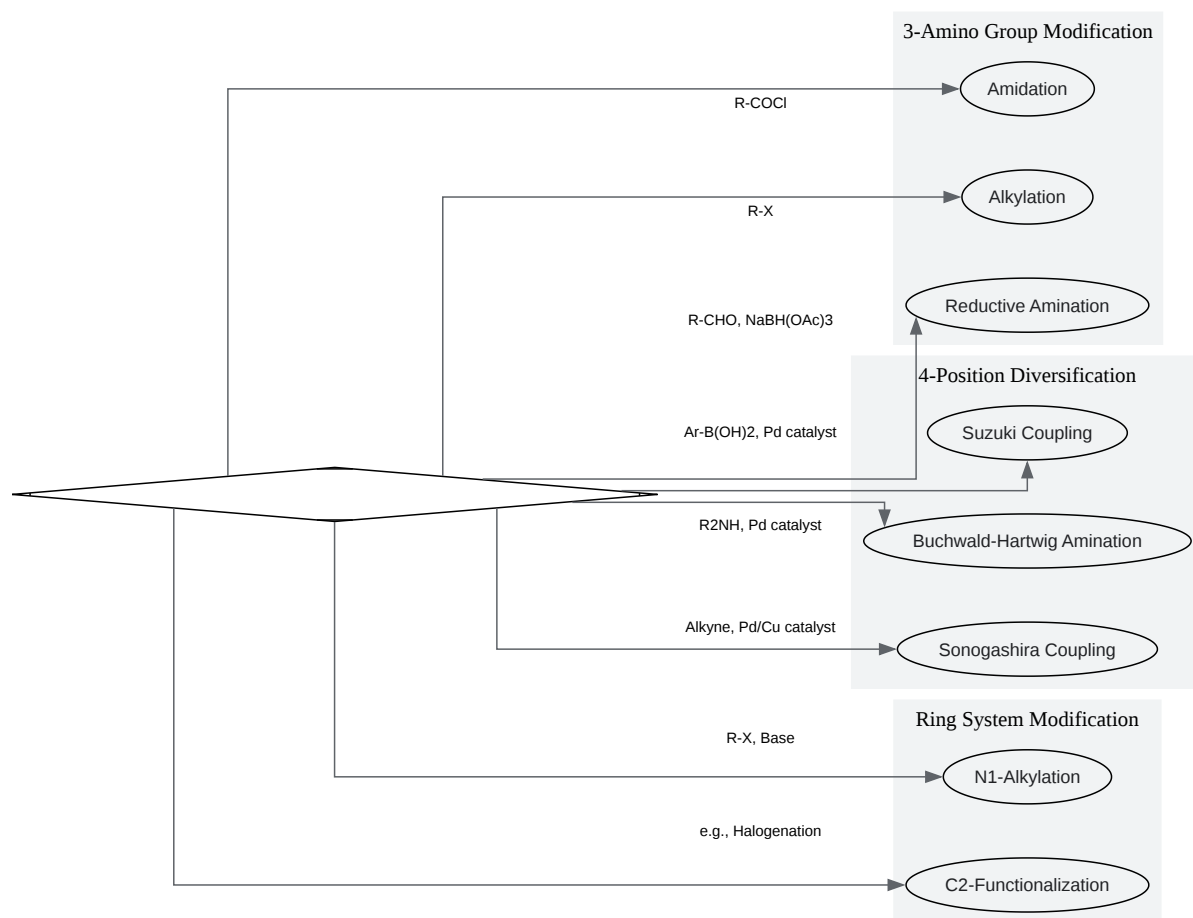 3-Amino Group Modification
Amidation
R-COCl
Alkylation
R-X
Reductive Amination
R-CHO, NaBH(OAc)3
4-Position Diversification
Ar-B(OH)2, Pd catalyst
Suzuki Coupling
R2NH, Pd catalyst
Buchwald-Hartwig Amination
Alkyne, Pd/Cu catalyst
Sonogashira Coupling
Ring System Modification
R-X, Base
N1-Alkylation
e.g., Halogenation
C2-Functionalization